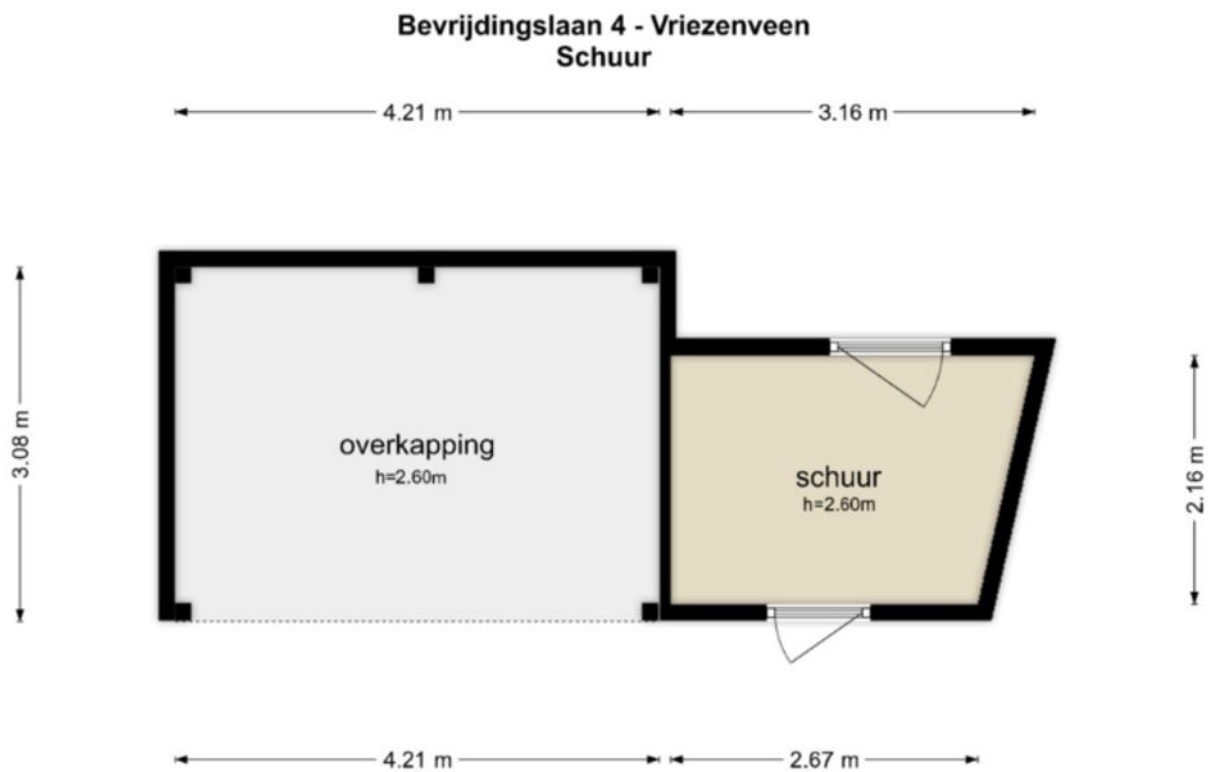 Bevrijdingslaan 4 - Vriezenveen
Schuur
4.21 m
3.16 m
3.08 m
overkapping
h=2.60m
schuur
h=2.60m
2.16 m
4.21 m
2.67 m